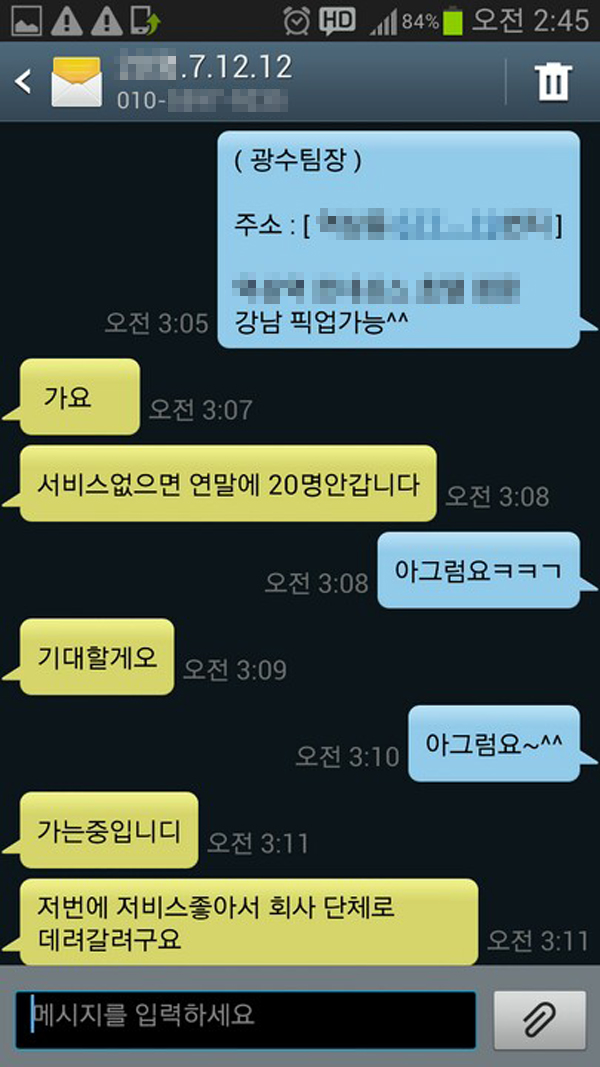 HD 84% 오전 2:45
.7.12.12
010-
( 광수팀장 )
주소 : [ ]
강남 픽업가능^^
오전 3:05
가요
오전 3:07
서비스없으면 연말에 20명안갑니다
오전 3:08
아그럼요ㅋㅋㄱ
오전 3:08
기대할게오
오전 3:09
아그럼요~^^
오전 3:10
가는중입니디
오전 3:11
저번에 저비스좋아서 회사 단체로
데려갈려구요
오전 3:11
메시지를 입력하세요